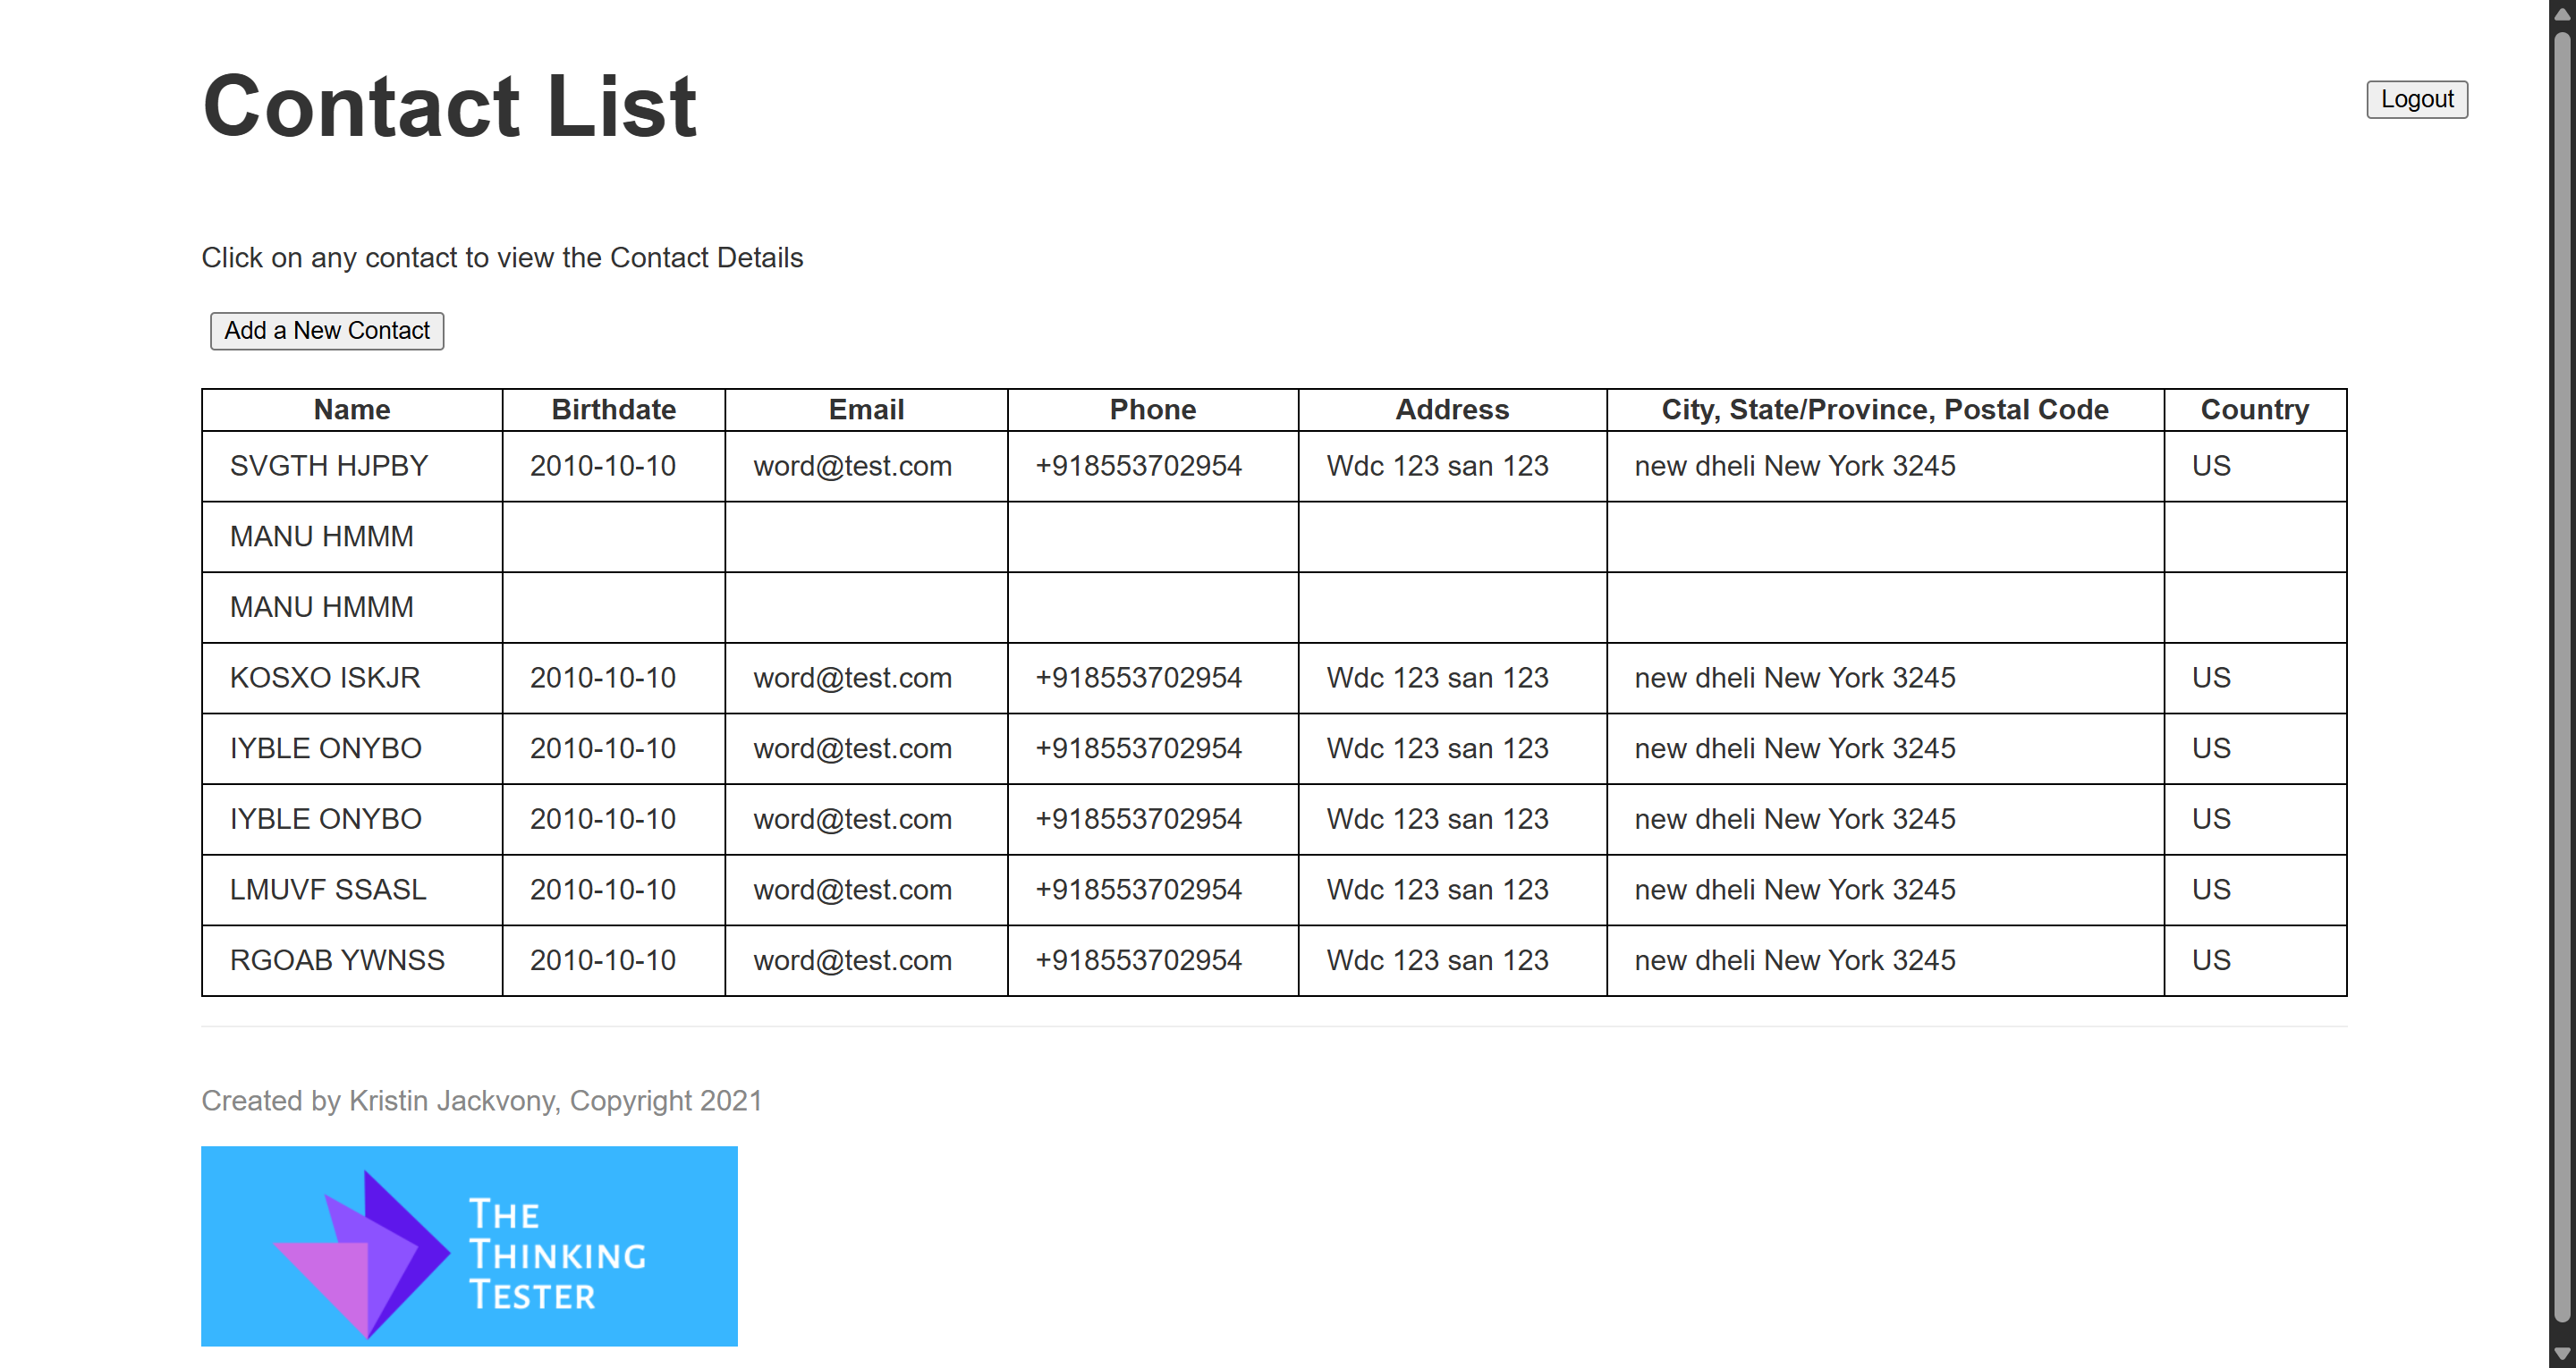 Contact List
Logout
Click on any contact to view the Contact Details
Add a New Contact
Name Birthdate Email Phone Address City, State/Province, Postal Code Country
SVGTH HJPBY 2010-10-10 word@test.com +918553702954 Wdc 123 san 123 new dheli New York 3245 US
MANU HMMM
MANU HMMM
KOSXO ISKJR 2010-10-10 word@test.com +918553702954 Wdc 123 san 123 new dheli New York 3245 US
IYBLE ONYBO 2010-10-10 word@test.com +918553702954 Wdc 123 san 123 new dheli New York 3245 US
IYBLE ONYBO 2010-10-10 word@test.com +918553702954 Wdc 123 san 123 new dheli New York 3245 US
LMUVF SSASL 2010-10-10 word@test.com +918553702954 Wdc 123 san 123 new dheli New York 3245 US
RGOAB YWNSS 2010-10-10 word@test.com +918553702954 Wdc 123 san 123 new dheli New York 3245 US
Created by Kristin Jackvony, Copyright 2021
THE
THINKING
TESTER